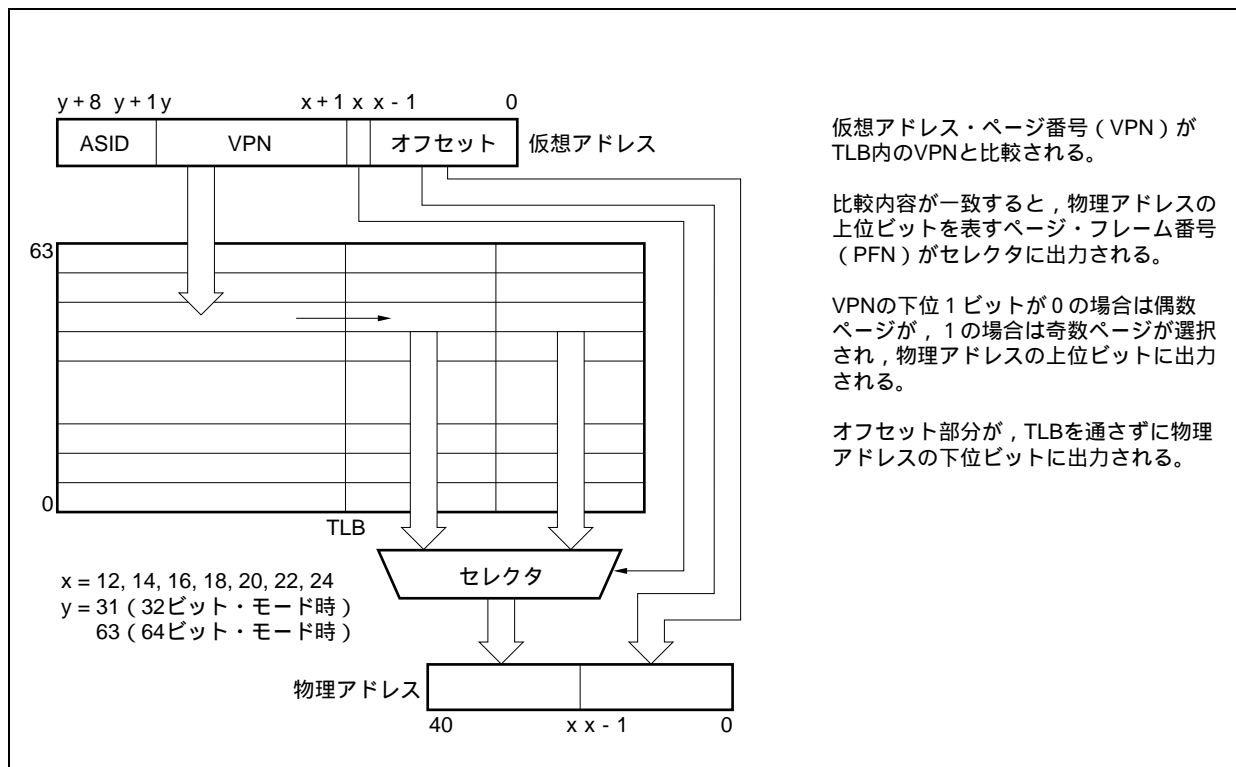 y + 8 y + 1 y x + 1 x x - 1 0
ASID VPN オフセット 仮想アドレス
63
0
TLB
セレクタ
x = 12, 14, 16, 18, 20, 22, 24
y = 31 ( 32ビット・モード時 )
63 ( 64ビット・モード時 )
物理アドレス
40 x x - 1 0
仮想アドレス・ページ番号 ( VPN ) が
TLB内のVPNと比較される。
比較内容が一致すると , 物理アドレスの
上位ビットを表すページ・フレーム番号
( PFN ) がセレクタに出力される。
VPNの下位 1 ビットが 0 の場合は偶数
ページが , 1 の場合は奇数ページが選択
され , 物理アドレスの上位ビットに出力
される。
オフセット部分が , TLBを通さずに物理
アドレスの下位ビットに出力される。